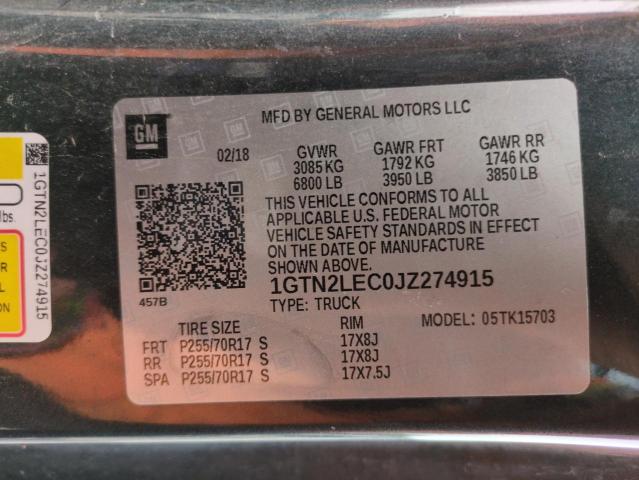 GM
MFD BY GENERAL MOTORS LLC
02/18 GVWR GAWR FRT GAWR RR
3085 KG 1792 KG 1746 KG
6800 LB 3950 LB 3850 LB
THIS VEHICLE CONFORMS TO ALL
APPLICABLE U.S. FEDERAL MOTOR
VEHICLE SAFETY STANDARDS IN EFFECT
ON THE DATE OF MANUFACTURE
SHOWN ABOVE.
457B
1GTN2LEC0JZ274915
TYPE: TRUCK
MODEL: 05TK15703
TIRE SIZE RIM
FRT P255/70R17 S 17X8J
RR P255/70R17 S 17X8J
SPA P255/70R17 S 17X7.5J
1GTN2LEC0JZ274915
lbs.
S
R
AL
ON